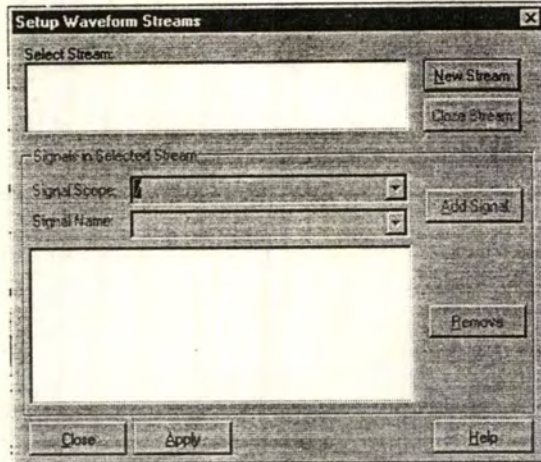 Setup Waveform Streams
Select Stream:
New Stream
Close Stream
Signals in Selected Stream
Signal Scope: /
Add Signal
Signal Name:
Remove
Close
Apply
Help